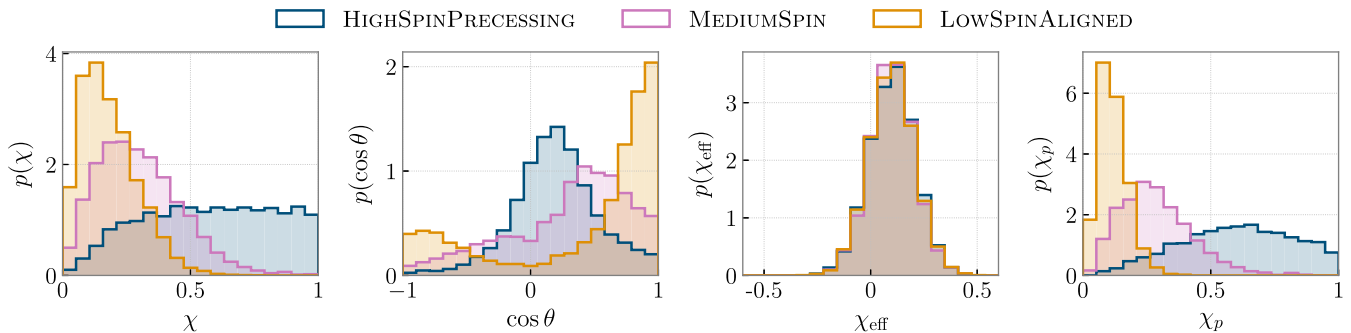 HIGHSPINPRECESSING MEDIUMSPIN LOWSPINALIGNED
p(χ)
4
2
0
0 0.5 1
χ
p(cos θ)
2
1
0
−1 0 1
cos θ
p(χeff)
3
2
1
0
-0.5 0 0.5
χeff
p(χp)
6
4
2
0
0 0.5 1
χp